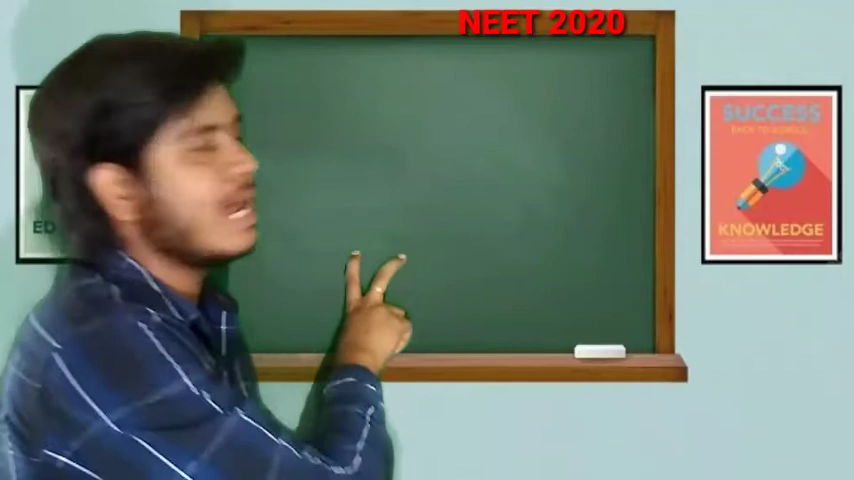 NEET 2020
SUCCESS
BACK TO SCHOOL
KNOWLEDGE
ED